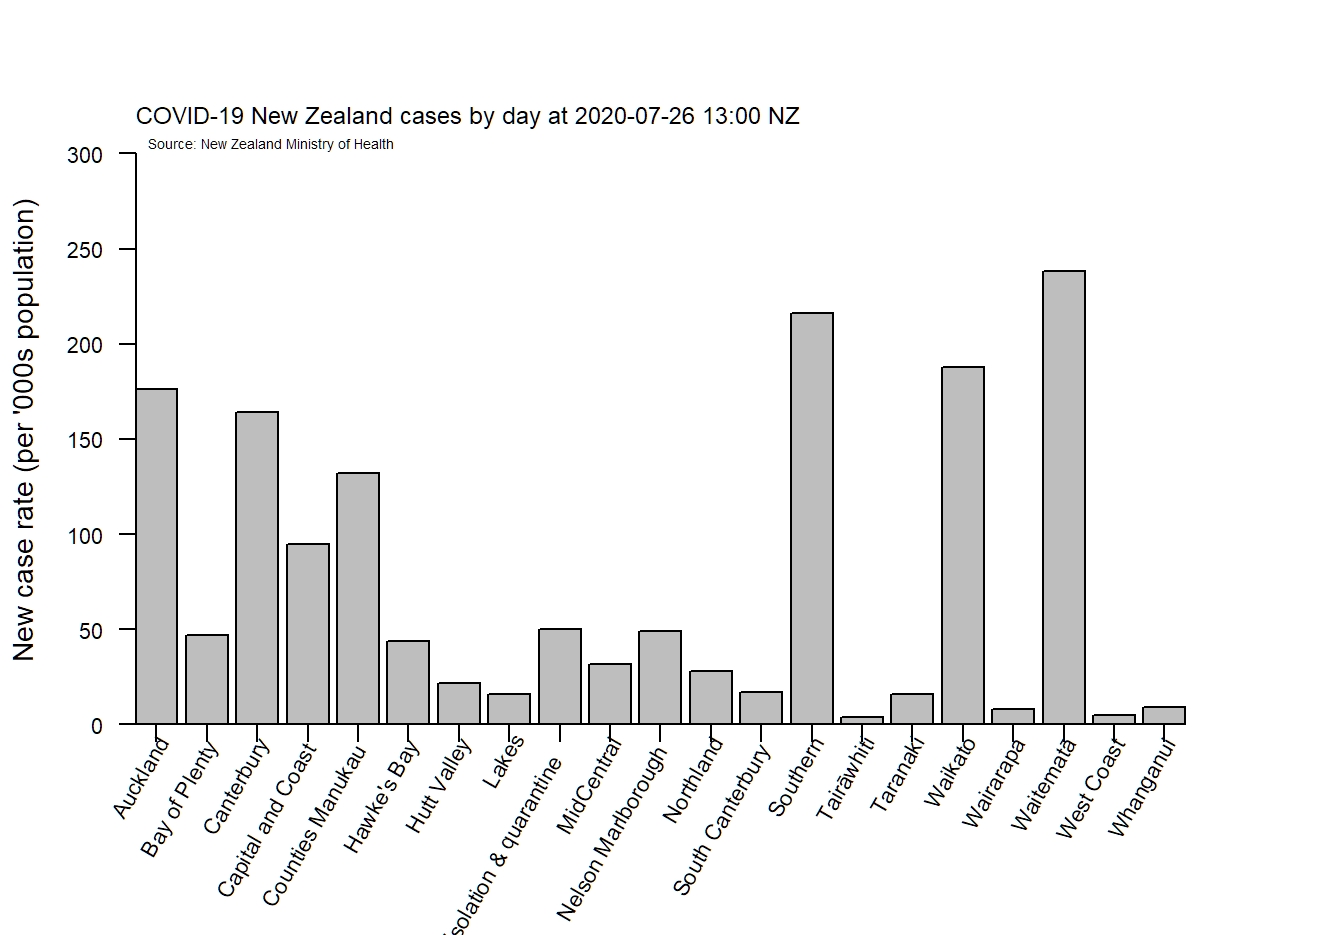 COVID-19 New Zealand cases by day at 2020-07-26 13:00 NZ
Source: New Zealand Ministry of Health
New case rate (per '000s population)
300
250
200
150
100
50
0
Auckland
Bay of Plenty
Canterbury
Capital and Coast
Counties Manukau
Hawke's Bay
Hutt Valley
Lakes
isolation & quarantine
MidCentral
Nelson Marlborough
Northland
South Canterbury
Southern
Tairāwhiti
Taranaki
Waikato
Wairarapa
Waitematā
West Coast
Whanganui